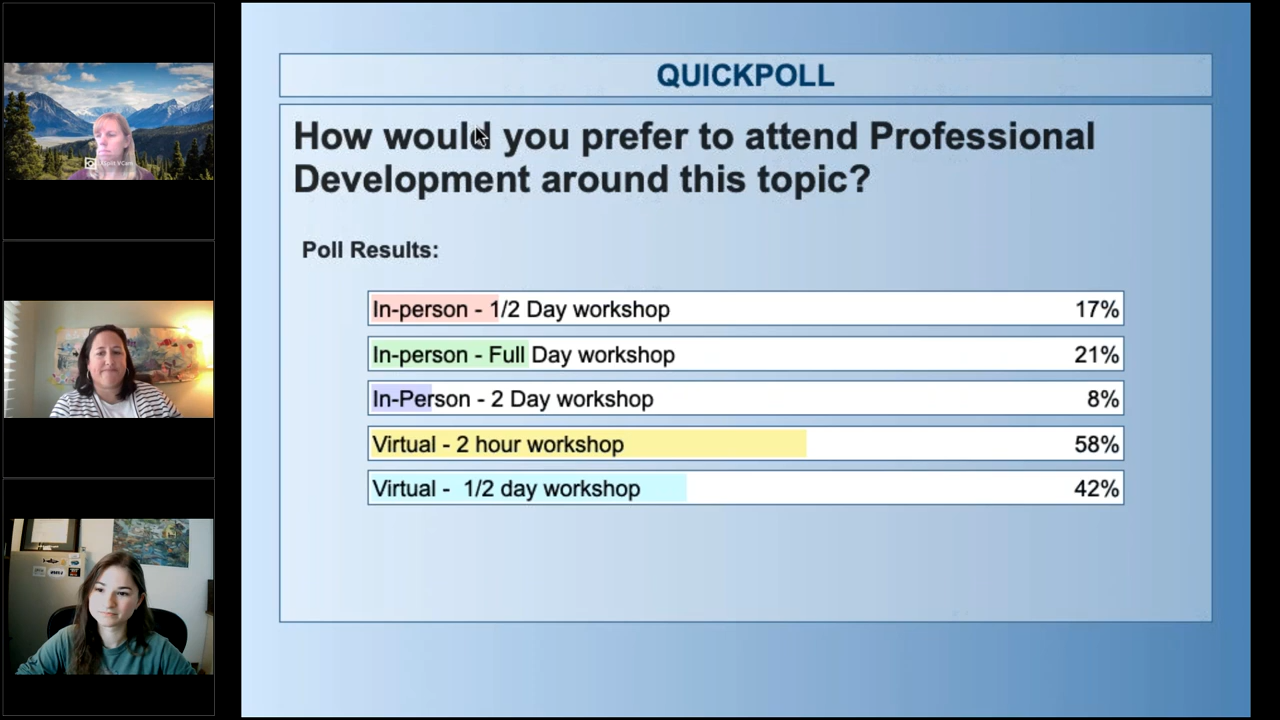 QUICKPOLL
How would you prefer to attend Professional
Development around this topic?
Poll Results:
In-person - 1/2 Day workshop 17%
In-person - Full Day workshop 21%
In-Person - 2 Day workshop 8%
Virtual - 2 hour workshop 58%
Virtual -  1/2 day workshop 42%